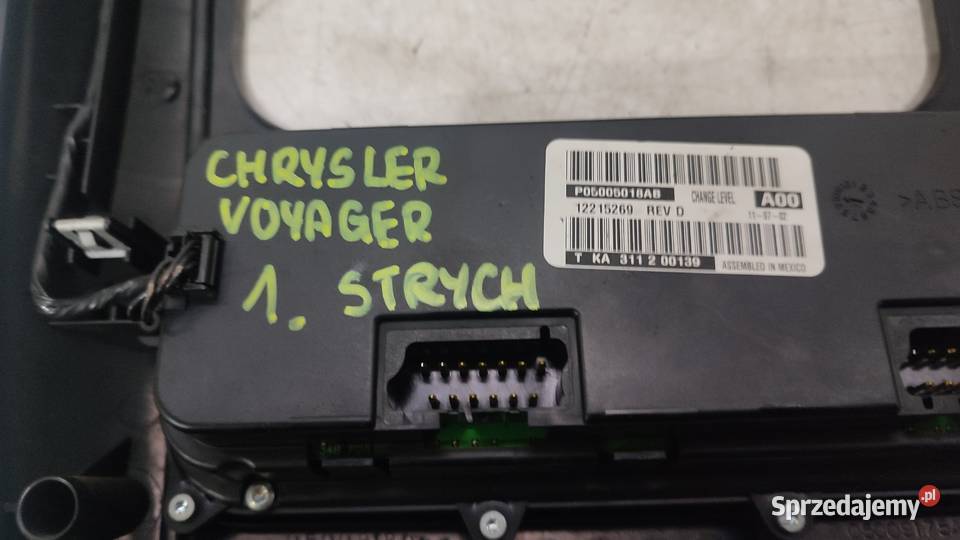 CHRYSLER
VOYAGER
1. STRYCH
P05005018AB CHANGE LEVEL A00
12215269 REV D 11-07-02
T KA 311 2 00139 ASSEMBLED IN MEXICO
>ABS
Sprzedajemy.pl